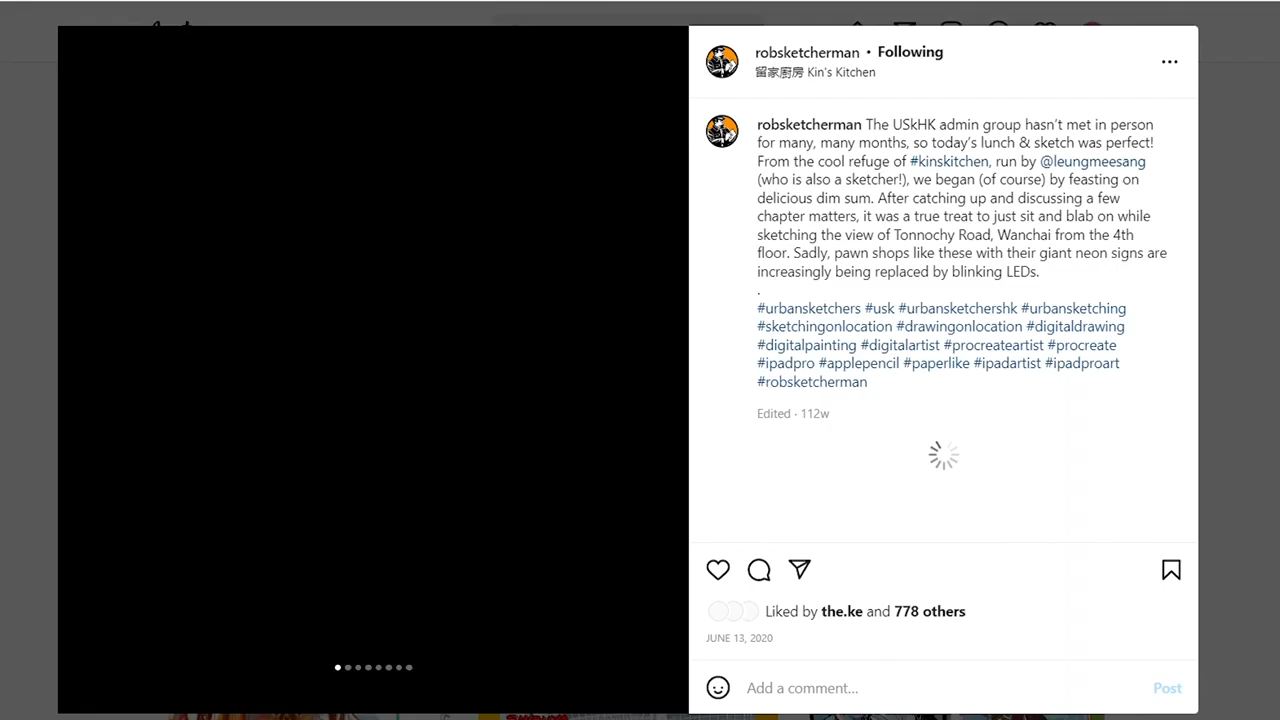 robsketcherman • Following
留家廚房 Kin's Kitchen
robsketcherman The USkHK admin group hasn't met in person
for many, many months, so today's lunch & sketch was perfect!
From the cool refuge of #kinskitchen, run by @leungmeesang
(who is also a sketcher!), we began (of course) by feasting on
delicious dim sum. After catching up and discussing a few
chapter matters, it was a true treat to just sit and blab on while
sketching the view of Tonnochy Road, Wanchai from the 4th
floor. Sadly, pawn shops like these with their giant neon signs are
increasingly being replaced by blinking LEDs.
.
#urbansketchers #usk #urbansketchershk #urbansketching
#sketchingonlocation #drawingonlocation #digitaldrawing
#digitalpainting #digitalartist #procreateartist #procreate
#ipadpro #applepencil #paperlike #ipadartist #ipadproart
#robsketcherman
Edited · 112w
Liked by the.ke and 778 others
JUNE 13, 2020
Add a comment... Post